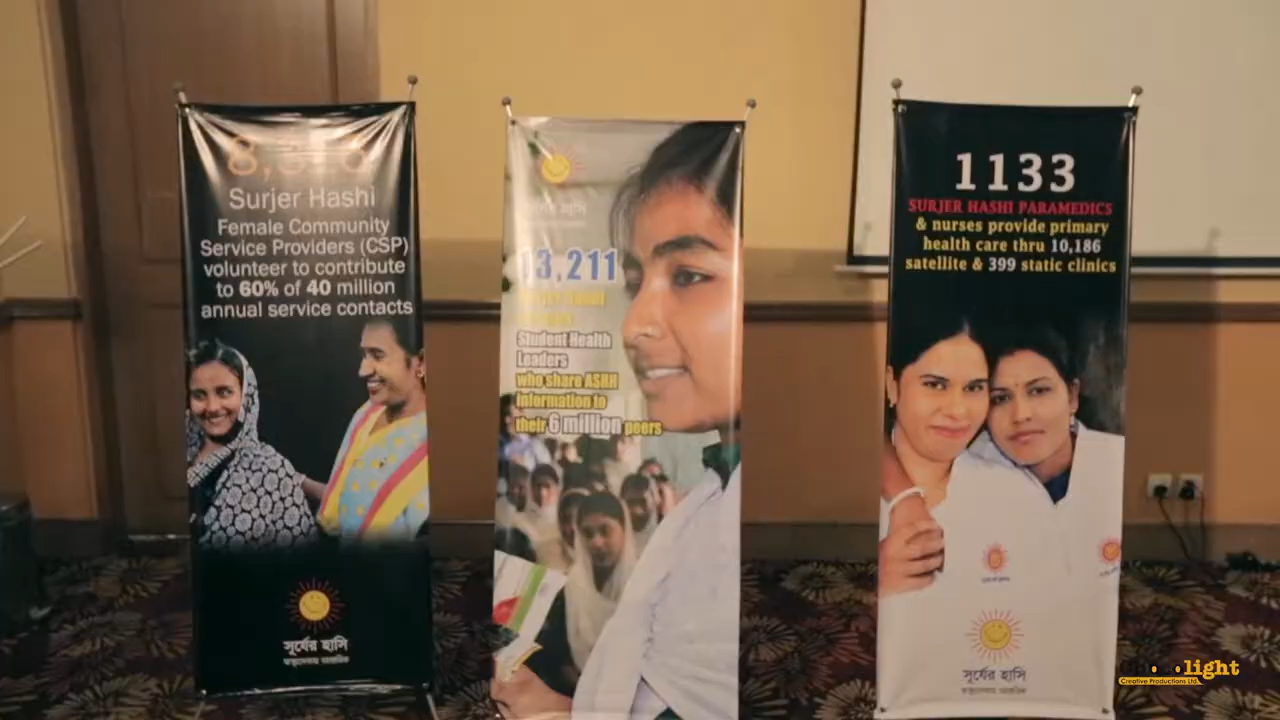 Surjer Hashi
Female Community
Service Providers (CSP)
volunteer to contribute
to 60% of 40 million
annual service contacts
সূর্যের হাসি
13,211
Student Health
Leaders
who share ASRH
information to
their 6 million peers
1133
SURJER HASHI PARAMEDICS
& nurses provide primary
health care thru 10,186
satellite & 399 static clinics
সূর্যের হাসি
light
Creative Productions Ltd.